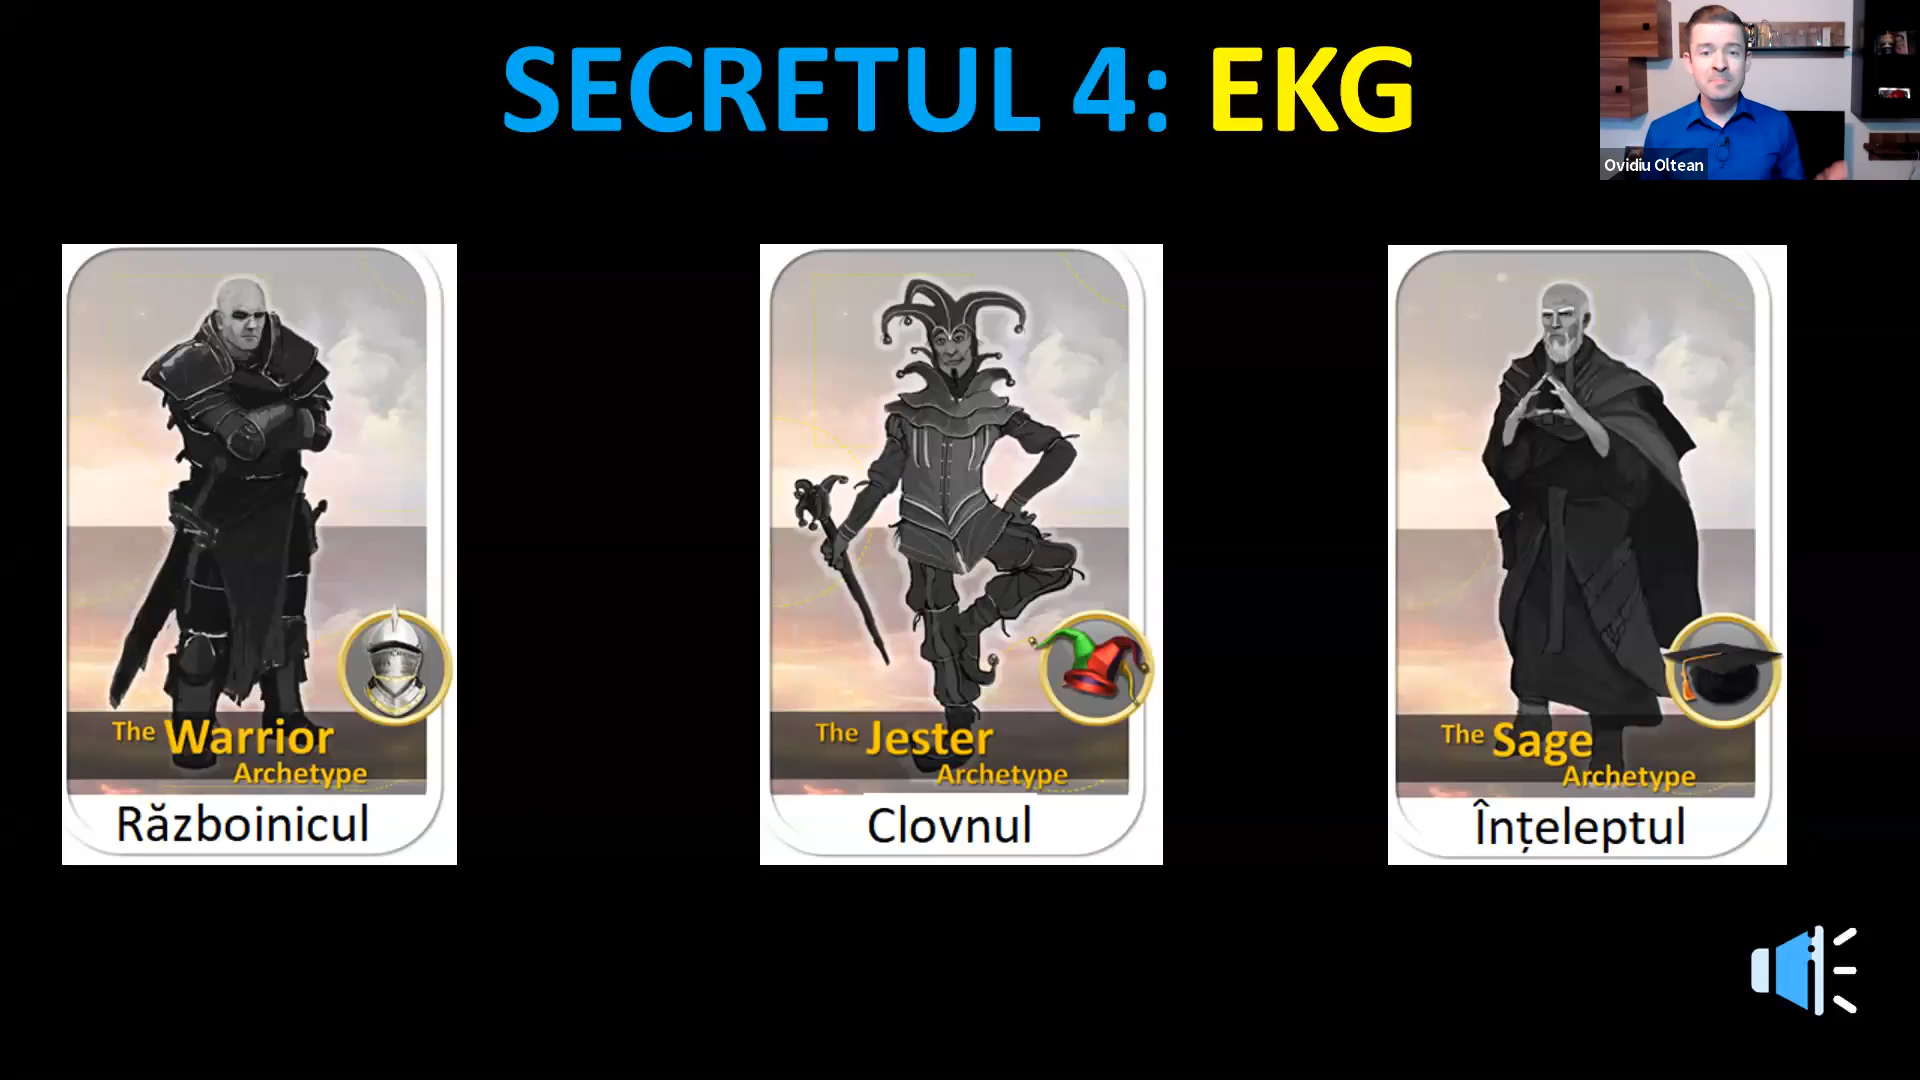 SECRETUL 4: EKG
Ovidiu Oltean
The Warrior
Archetype
Războinicul
The Jester
Archetype
Clovnul
The Sage
Archetype
Înțeleptul